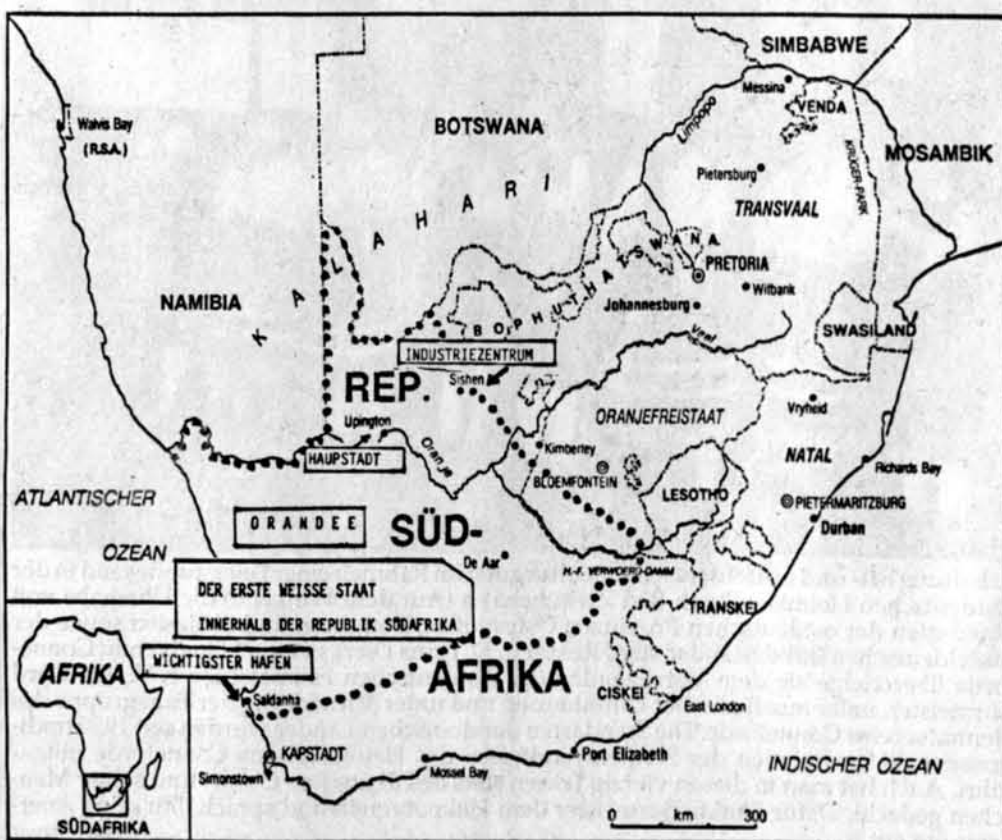 SIMBABWE
Messina
VENDA
Limpopo
BOTSWANA
Walvis Bay
(R.S.A.)
MOSAMBIK
KRÜGER-PARK
Pietersburg
TRANSVAAL
KALAHARI
BOPHUTHATSWANA
PRETORIA
Witbank
Johannesburg
NAMIBIA
SWASILAND
Vaal
INDUSTRIEZENTRUM
Sishen
REP.
ORANJEFREISTAAT
Vryheid
Upington
Oranje
Kimberley
NATAL
HAUPSTADT
BLOEMFONTEIN
LESOTHO
Richards Bay
ATLANTISCHER
OZEAN
PIETERMARITZBURG
Durban
ORANDEE
SÜD-
De Aar
VERWOERD-DAMM
DER ERSTE WEISSE STAAT
INNERHALB DER REPUBLIK SÜDAFRIKA
TRANSKEI
WICHTIGSTER HAFEN
AFRIKA
AFRIKA
Saldanha
CISKEI
East London
KAPSTADT
Port Elizabeth
Simonstown
Mossel Bay
INDISCHER OZEAN
SÜDAFRIKA
0 km 300